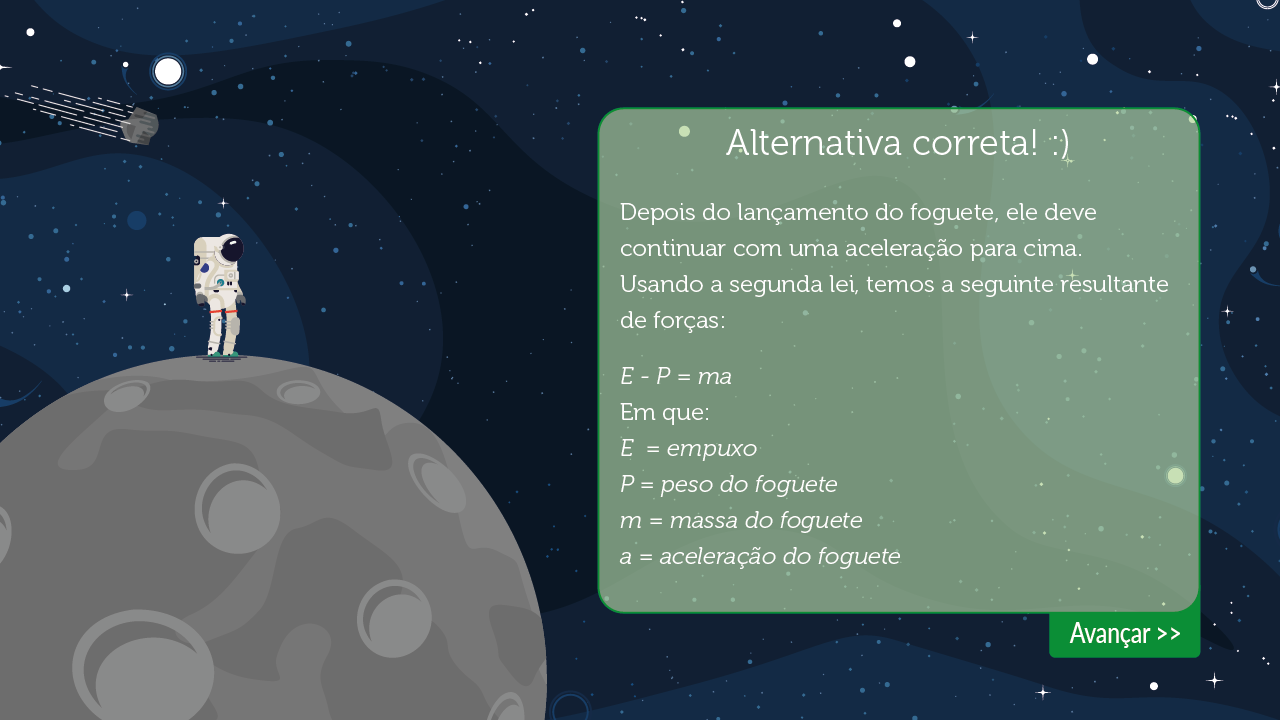 Alternativa correta! :)
Depois do lançamento do foguete, ele deve
continuar com uma aceleração para cima.
Usando a segunda lei, temos a seguinte resultante
de forças:
E - P = ma
Em que:
E = empuxo
P = peso do foguete
m = massa do foguete
a = aceleração do foguete
Avançar >>